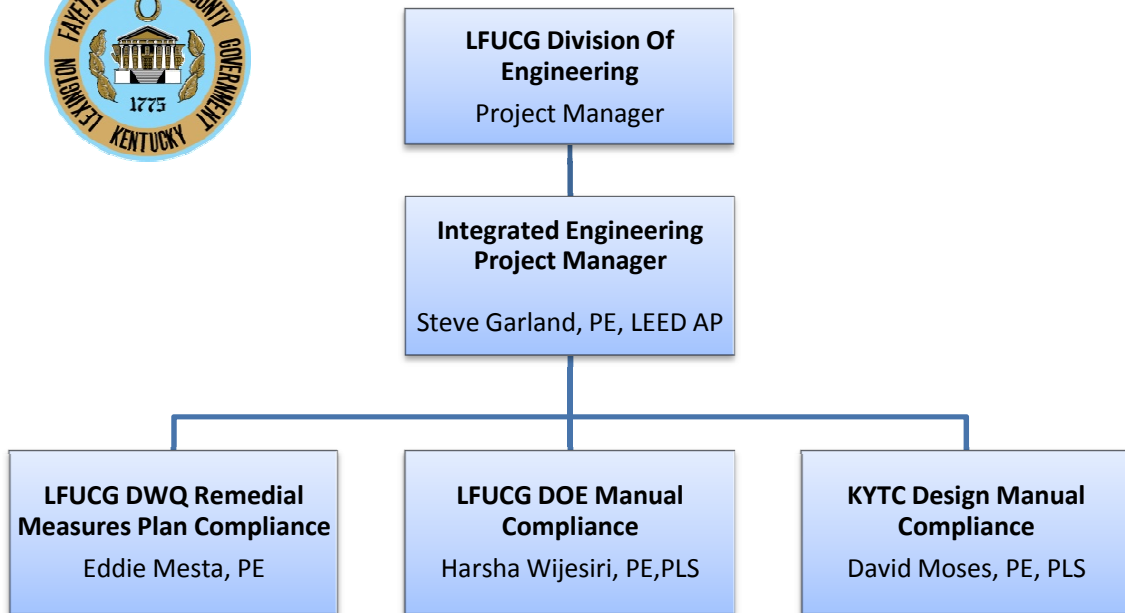 FAYETTE COUNTY GOVERNMENT
LEXINGTON
1775
KENTUCKY
LFUCG Division Of
Engineering
Project Manager
Integrated Engineering
Project Manager
Steve Garland, PE, LEED AP
LFUCG DWQ Remedial
Measures Plan Compliance
Eddie Mesta, PE
LFUCG DOE Manual
Compliance
Harsha Wijesiri, PE,PLS
KYTC Design Manual
Compliance
David Moses, PE, PLS